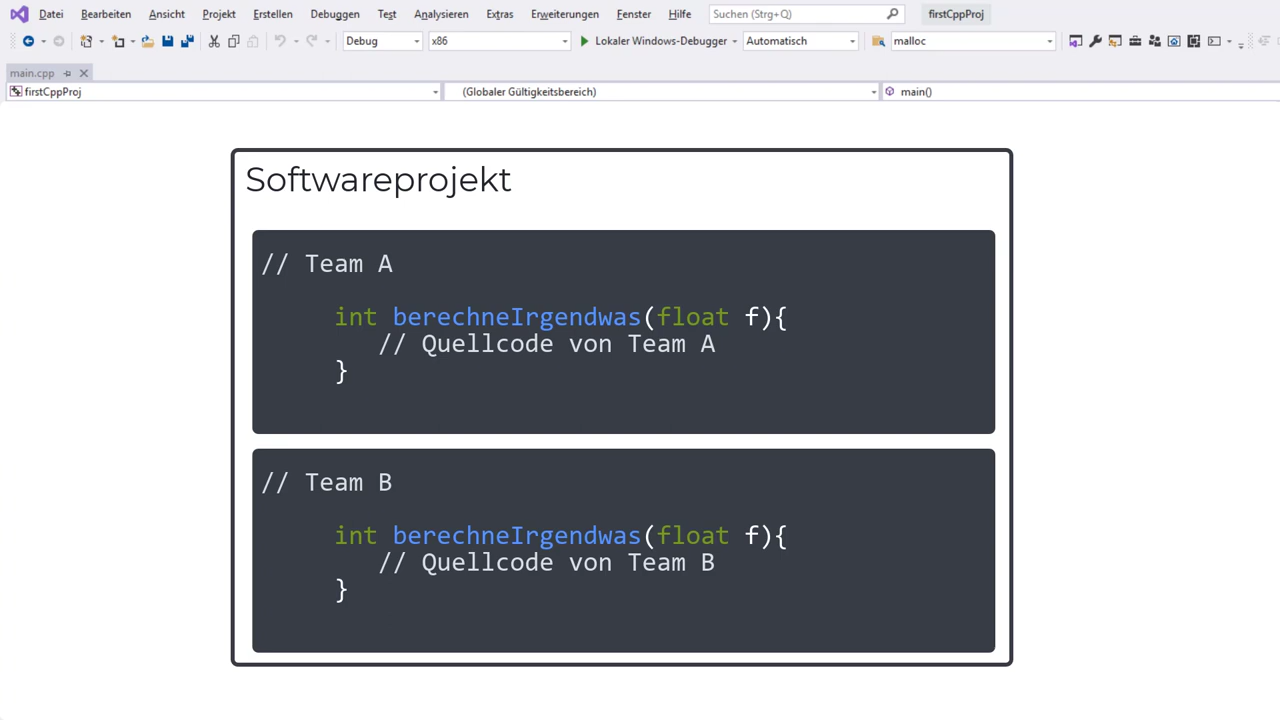 Datei Bearbeiten Ansicht Projekt Erstellen Debuggen Test Analysieren Extras Erweiterungen Fenster Hilfe Suchen (Strg+Q) firstCppProj
Debug x86 Lokaler Windows-Debugger Automatisch malloc
main.cpp
firstCppProj (Globaler Gültigkeitsbereich) main()
Softwareprojekt
// Team A
int berechneIrgendwas(float f){
// Quellcode von Team A
}
// Team B
int berechneIrgendwas(float f){
// Quellcode von Team B
}